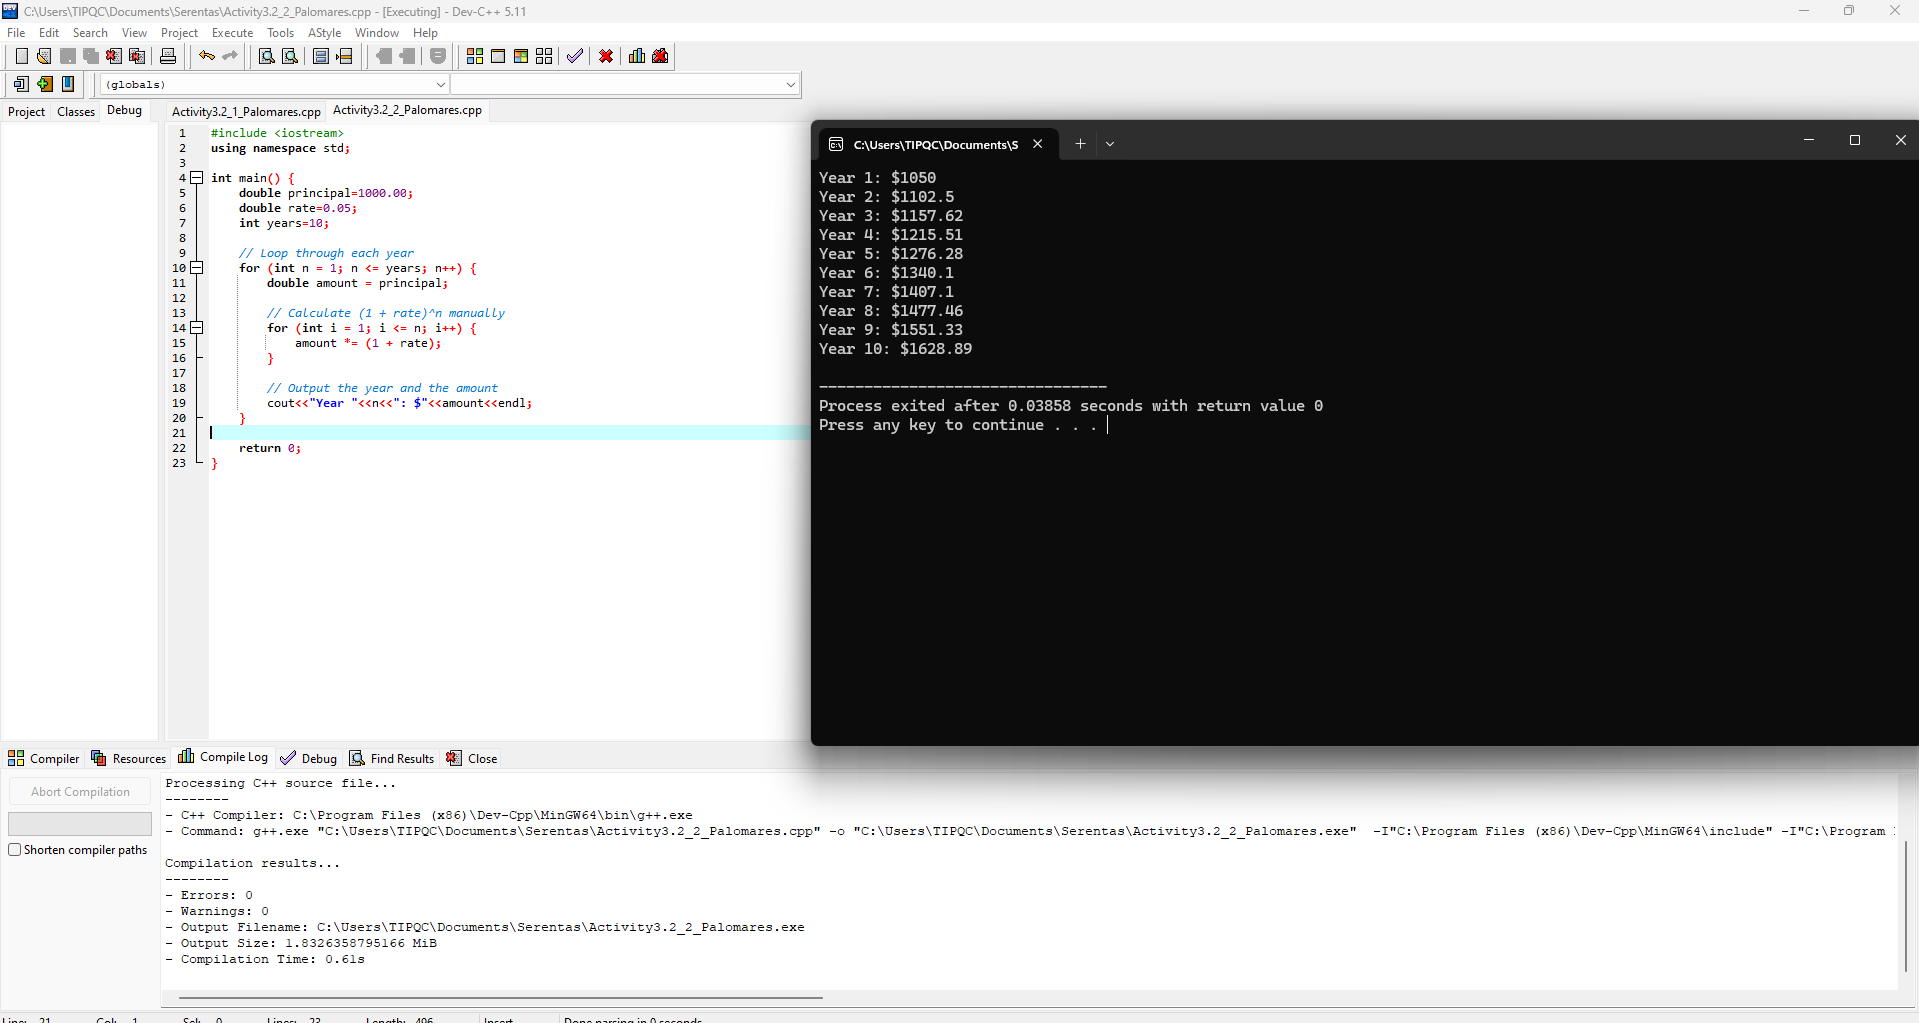 C:\Users\TIPQC\Documents\Serentas\Activity3.2_2_Palomares.cpp - [Executing] - Dev-C++ 5.11
File Edit Search View Project Execute Tools AStyle Window Help
(globals)
Project Classes Debug
Activity3.2_1_Palomares.cpp Activity3.2_2_Palomares.cpp
1 #include <iostream>
2 using namespace std;
3
4 int main() {
5 double principal=1000.00;
6 double rate=0.05;
7 int years=10;
8
9 // Loop through each year
10 for (int n = 1; n <= years; n++) {
11 double amount = principal;
12
13 // Calculate (1 + rate)^n manually
14 for (int i = 1; i <= n; i++) {
15 amount *= (1 + rate);
16 }
17
18 // Output the year and the amount
19 cout<<"Year "<<n<<": $"<<amount<<endl;
20 }
21
22 return 0;
23 }
C:\Users\TIPQC\Documents\S
Year 1: $1050
Year 2: $1102.5
Year 3: $1157.62
Year 4: $1215.51
Year 5: $1276.28
Year 6: $1340.1
Year 7: $1407.1
Year 8: $1477.46
Year 9: $1551.33
Year 10: $1628.89
--------------------------------
Process exited after 0.03858 seconds with return value 0
Press any key to continue . . .
Compiler Resources Compile Log Debug Find Results Close
Abort Compilation
Shorten compiler paths
Processing C++ source file...
--------
- C++ Compiler: C:\Program Files (x86)\Dev-Cpp\MinGW64\bin\g++.exe
- Command: g++.exe "C:\Users\TIPQC\Documents\Serentas\Activity3.2_2_Palomares.cpp" -o "C:\Users\TIPQC\Documents\Serentas\Activity3.2_2_Palomares.exe" -I"C:\Program Files (x86)\Dev-Cpp\MinGW64\include" -I"C:\Program
Compilation results...
--------
- Errors: 0
- Warnings: 0
- Output Filename: C:\Users\TIPQC\Documents\Serentas\Activity3.2_2_Palomares.exe
- Output Size: 1.8326358795166 MiB
- Compilation Time: 0.61s
Line: 21 Col: 1 Sel: 0 Lines: 23 Length: 496 Insert Done parsing in 0 seconds